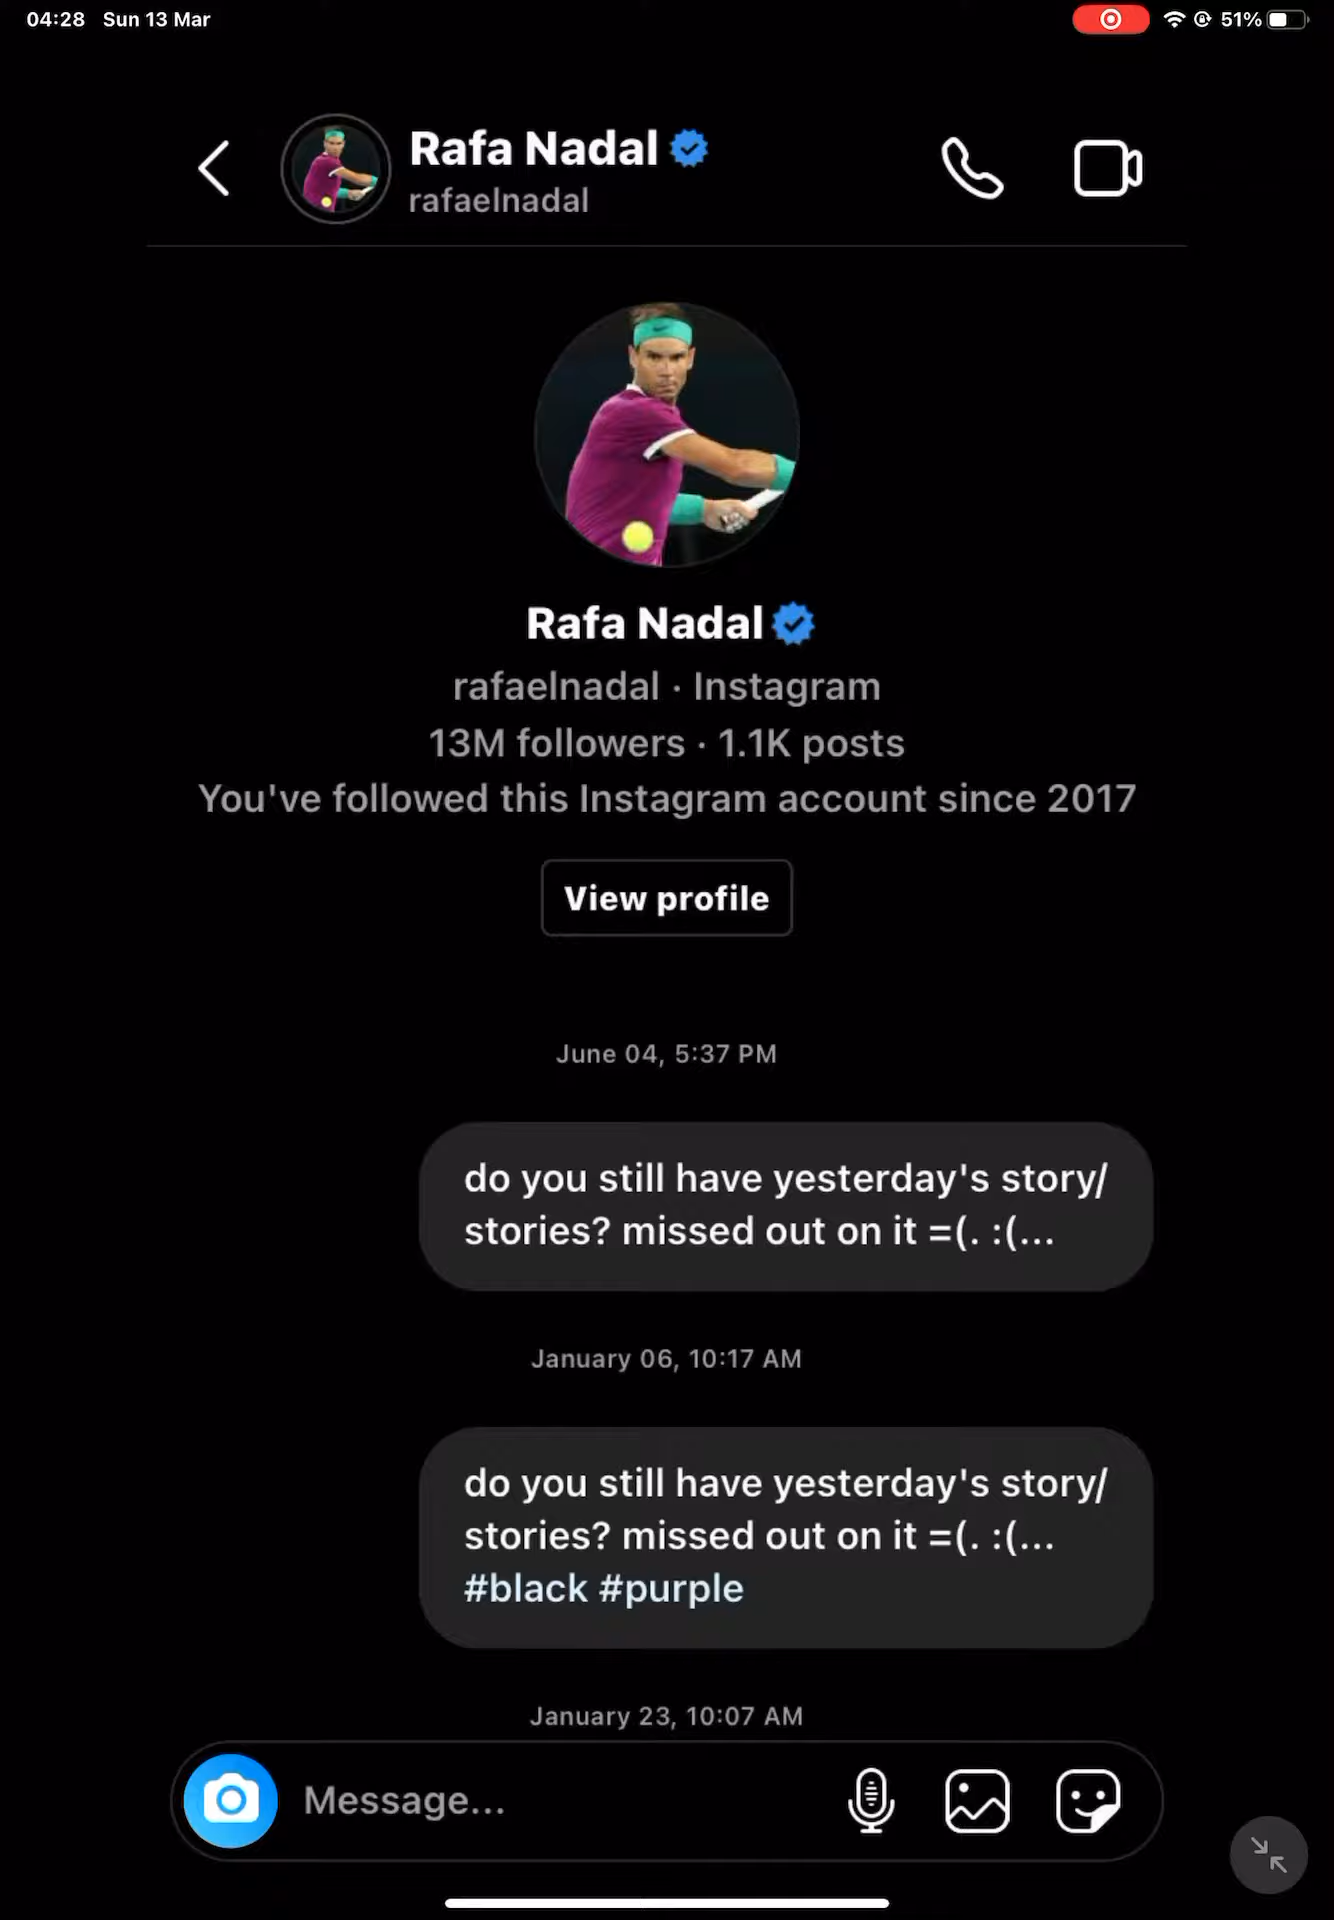 04:28 Sun 13 Mar
51%
Rafa Nadal
rafaelnadal
Rafa Nadal
rafaelnadal · Instagram
13M followers · 1.1K posts
You've followed this Instagram account since 2017
View profile
June 04, 5:37 PM
do you still have yesterday's story/
stories? missed out on it =(. :(...
January 06, 10:17 AM
do you still have yesterday's story/
stories? missed out on it =(. :(...
#black #purple
January 23, 10:07 AM
Message...